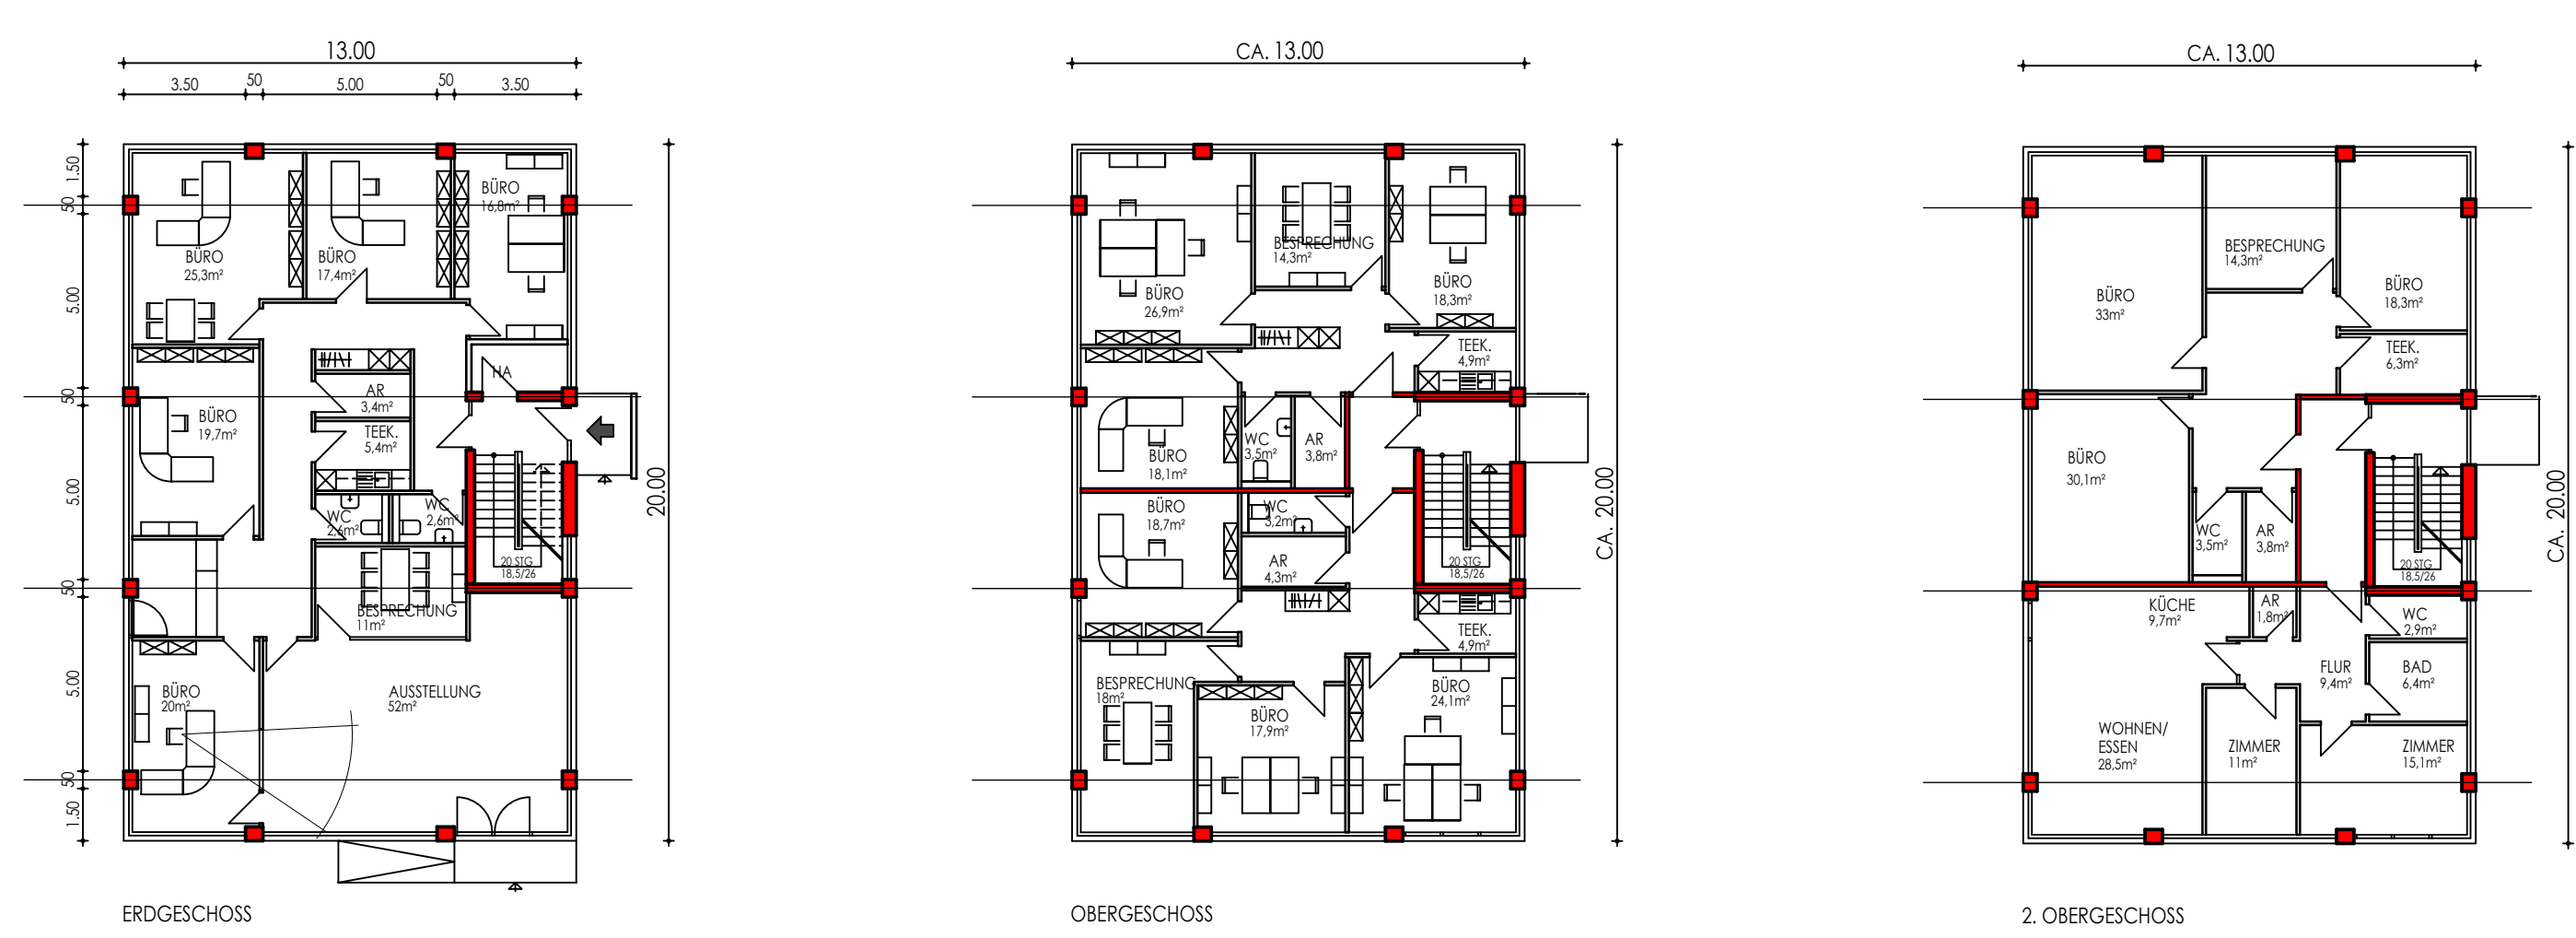 13.00
3.50
50
5.00
50
3.50
1.50
50
5.00
50
5.00
50
5.00
50
1.50
20.00
BÜRO
25,3m²
BÜRO
17,4m²
BÜRO
16,8m²
HA
AR
3,4m²
BÜRO
19,7m²
TEEK.
5,4m²
WC
2,6m²
WC
2,6m²
20 STG
18,5/26
BESPRECHUNG
11m²
BÜRO
20m²
AUSSTELLUNG
52m²
ERDGESCHOSS
CA. 13.00
CA. 20.00
BESPRECHUNG
14,3m²
BÜRO
26,9m²
BÜRO
18,3m²
TEEK.
4,9m²
WC
3,5m²
AR
3,8m²
BÜRO
18,1m²
BÜRO
18,7m²
WC
3,2m²
AR
4,3m²
20 STG
18,5/26
TEEK.
4,9m²
BESPRECHUNG
18m²
BÜRO
17,9m²
BÜRO
24,1m²
OBERGESCHOSS
CA. 13.00
CA. 20.00
BESPRECHUNG
14,3m²
BÜRO
33m²
BÜRO
18,3m²
TEEK.
6,3m²
BÜRO
30,1m²
WC
3,5m²
AR
3,8m²
20 STG
18,5/26
KÜCHE
9,7m²
AR
1,8m²
WC
2,9m²
FLUR
9,4m²
BAD
6,4m²
WOHNEN/
ESSEN
28,5m²
ZIMMER
11m²
ZIMMER
15,1m²
2. OBERGESCHOSS